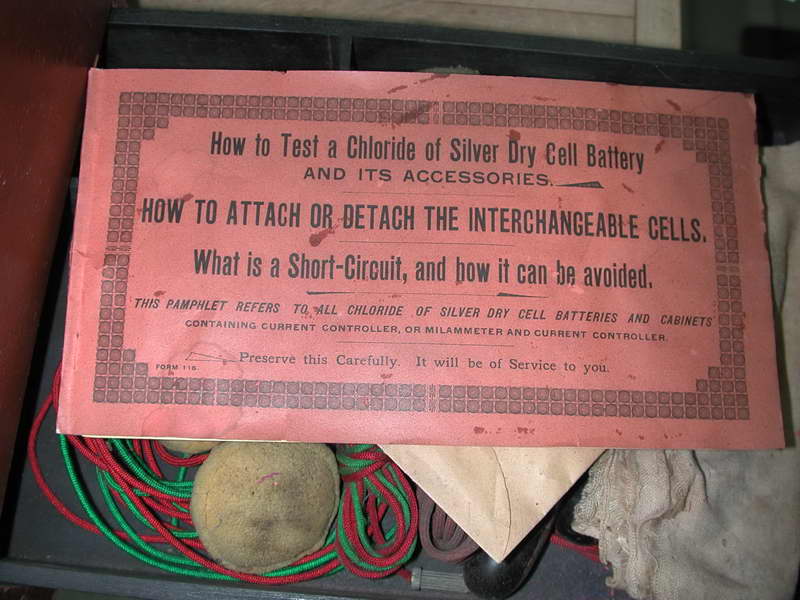 How to Test a Chloride of Silver Dry Cell Battery
AND ITS ACCESSORIES.
HOW TO ATTACH OR DETACH THE INTERCHANGEABLE CELLS.
What is a Short-Circuit, and how it can be avoided.
THIS PAMPHLET REFERS TO ALL CHLORIDE OF SILVER DRY CELL BATTERIES AND CABINETS
CONTAINING CURRENT CONTROLLER, OR MILAMMETER AND CURRENT CONTROLLER.
Preserve this Carefully. It will be of Service to you.
FORM 116.